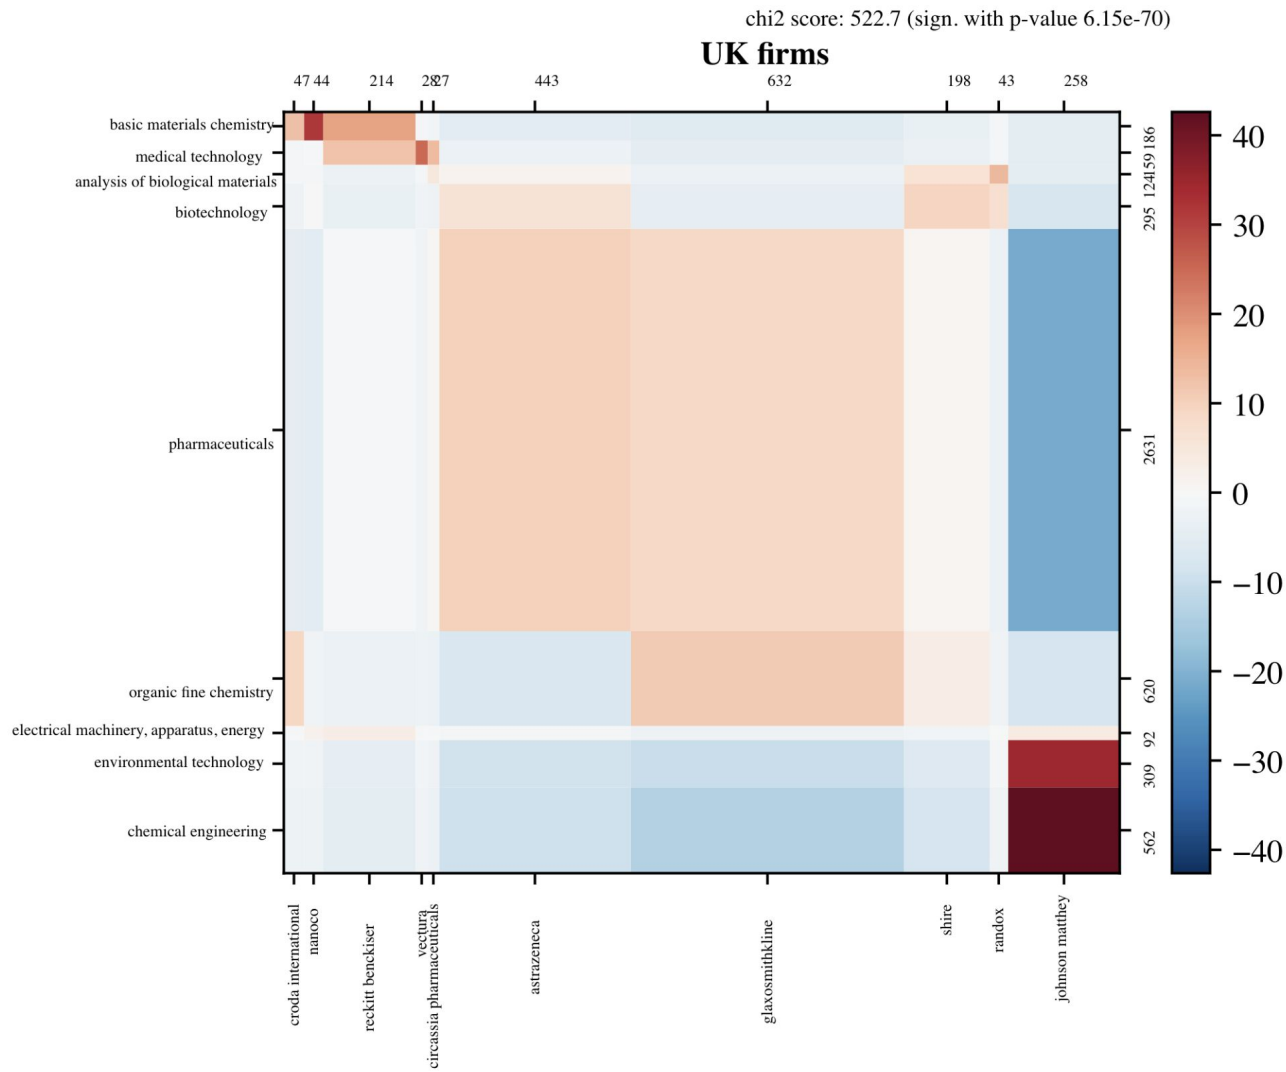 chi2 score: 522.7 (sign. with p-value 6.15e-70)
UK firms
47 44 214 28 27 443 632 198 43 258
basic materials chemistry
medical technology
analysis of biological materials
biotechnology
pharmaceuticals
organic fine chemistry
electrical machinery, apparatus, energy
environmental technology
chemical engineering
186
159
124
295
2631
620
92
309
562
40
30
20
10
0
−10
−20
−30
−40
croda international
nanoco
reckitt benckiser
vectura
circassia pharmaceuticals
astrazeneca
glaxosmithkline
shire
randox
johnson matthey